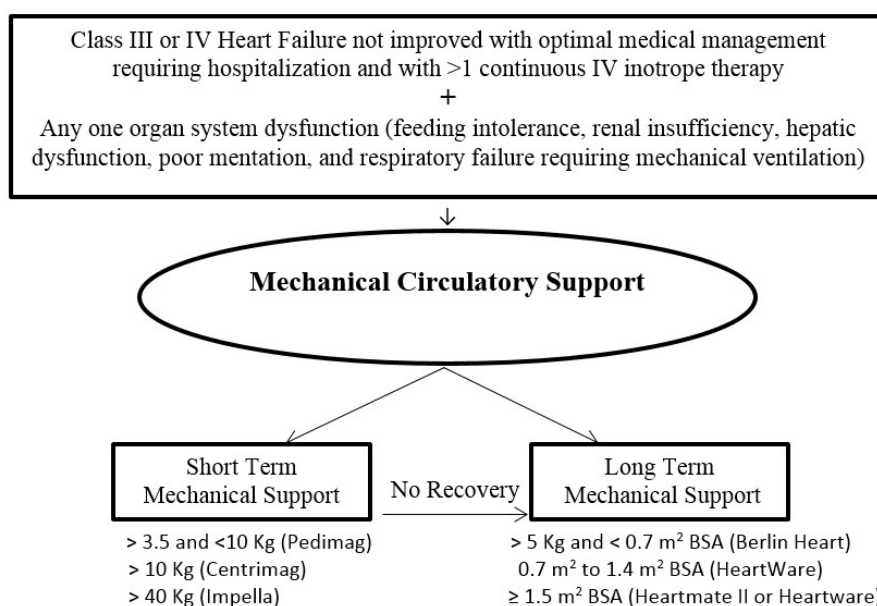 Class III or IV Heart Failure not improved with optimal medical management
requiring hospitalization and with >1 continuous IV inotrope therapy
+
Any one organ system dysfunction (feeding intolerance, renal insufficiency, hepatic
dysfunction, poor mentation, and respiratory failure requiring mechanical ventilation)
Mechanical Circulatory Support
Short Term
Mechanical Support
No Recovery
Long Term
Mechanical Support
> 3.5 and <10 Kg (Pedimag)
> 10 Kg (Centrimag)
> 40 Kg (Impella)
> 5 Kg and < 0.7 m² BSA (Berlin Heart)
0.7 m² to 1.4 m² BSA (HeartWare)
≥ 1.5 m² BSA (Heartmate II or Heartware)